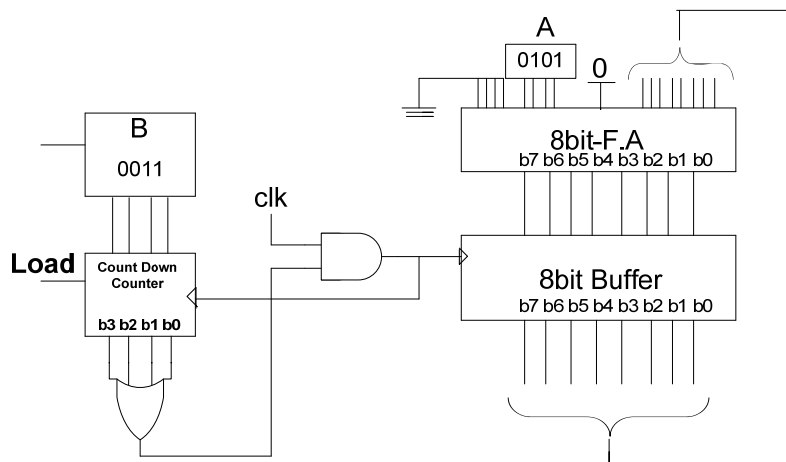 A
0101
0
8bit-F.A
b7 b6 b5 b4 b3 b2 b1 b0
B
0011
clk
Load
Count Down
Counter
b3 b2 b1 b0
8bit Buffer
b7 b6 b5 b4 b3 b2 b1 b0